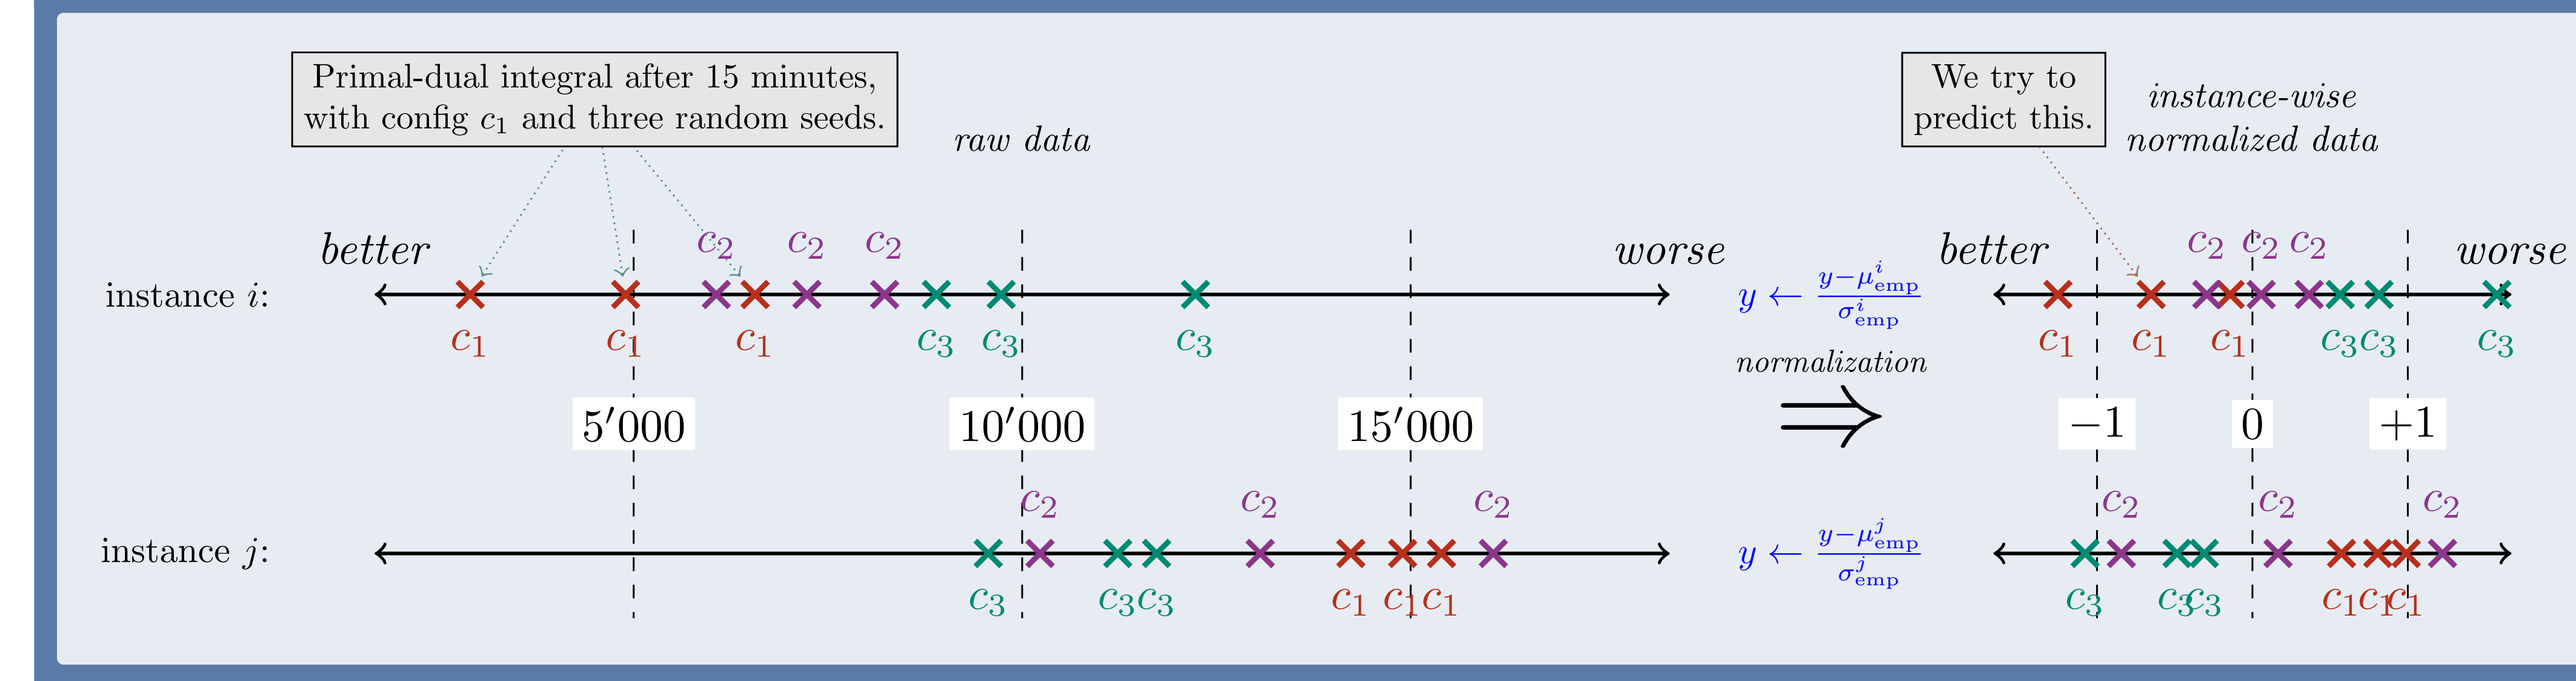 Primal-dual integral after 15 minutes,
with config c₁ and three random seeds.
raw data
We try to
predict this.
instance-wise
normalized data
better
c₂ c₂ c₂
worse
better
c₂ c₂ c₂
worse
instance i:
y ← (y−μⁱ_emp)/σⁱ_emp
c₁ c₁ c₁ c₃ c₃ c₃
c₁ c₁ c₁ c₃ c₃ c₃
normalization
5′000 10′000 15′000
⇒
−1 0 +1
c₂ c₂ c₂
c₂ c₂ c₂
instance j:
y ← (y−μʲ_emp)/σʲ_emp
c₃ c₃ c₃ c₁ c₁ c₁
c₃ c₃ c₃ c₁ c₁ c₁